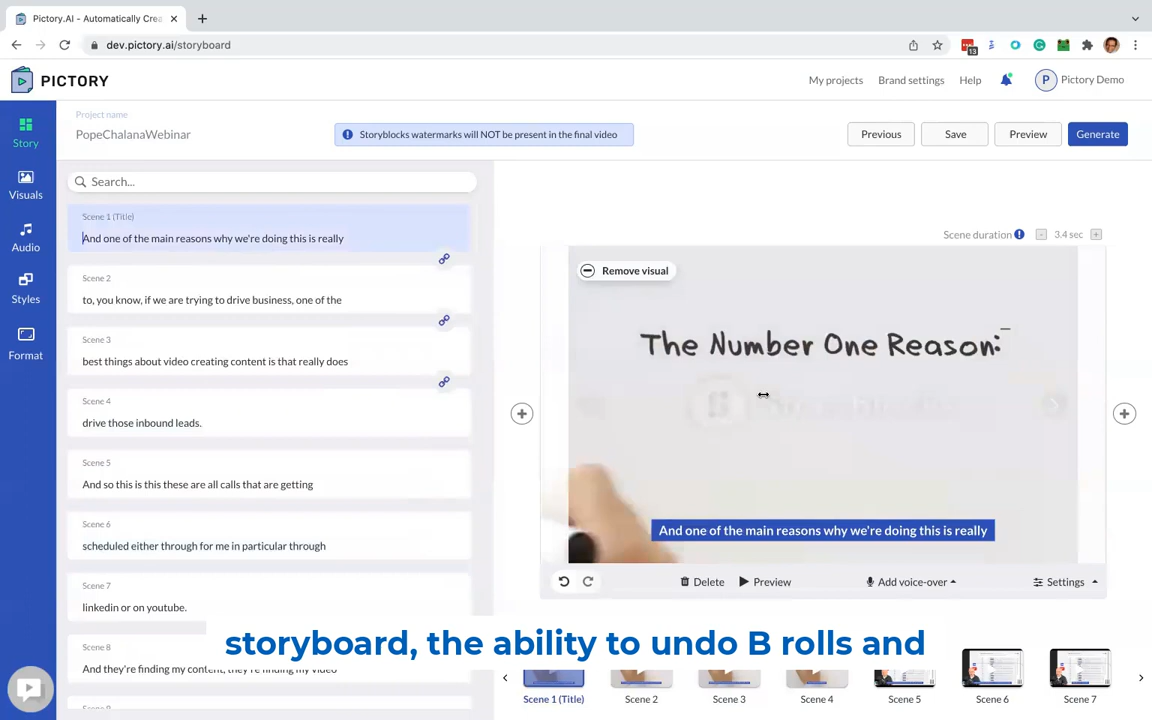 Pictory.AI - Automatically Crea
dev.pictory.ai/storyboard
13
PICTORY
My projects
Brand settings
Help
P
Pictory Demo
Project name
PopeChalanaWebinar
Storyblocks watermarks will NOT be present in the final video
Previous
Save
Preview
Generate
Story
Visuals
Audio
Styles
Format
Search...
Scene 1 (Title)
And one of the main reasons why we're doing this is really
Scene 2
to, you know, if we are trying to drive business, one of the
Scene 3
best things about video creating content is that really does
Scene 4
drive those inbound leads.
Scene 5
And so this is this these are all calls that are getting
Scene 6
scheduled either through for me in particular through
Scene 7
linkedin or on youtube.
Scene 8
And they're finding my content, they're finding my video
Scene duration
3.4 sec
Remove visual
The Number One Reason:
And one of the main reasons why we're doing this is really
Delete
Preview
Add voice-over
Settings
storyboard, the ability to undo B rolls and
Scene 1 (Title)
Scene 2
Scene 3
Scene 4
Scene 5
Scene 6
Scene 7